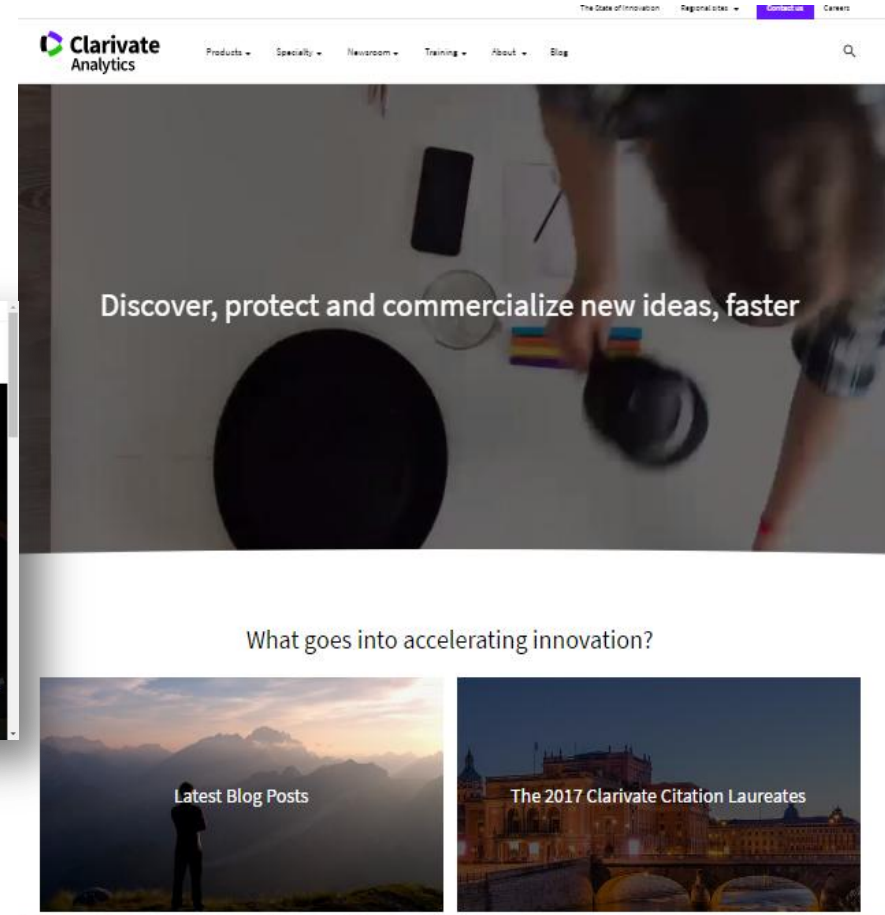 The State of Innovation Regional sites Contact us Careers
Clarivate
Analytics
Products Specialty Newsroom Training About Blog
Discover, protect and commercialize new ideas, faster
What goes into accelerating innovation?
Latest Blog Posts The 2017 Clarivate Citation Laureates